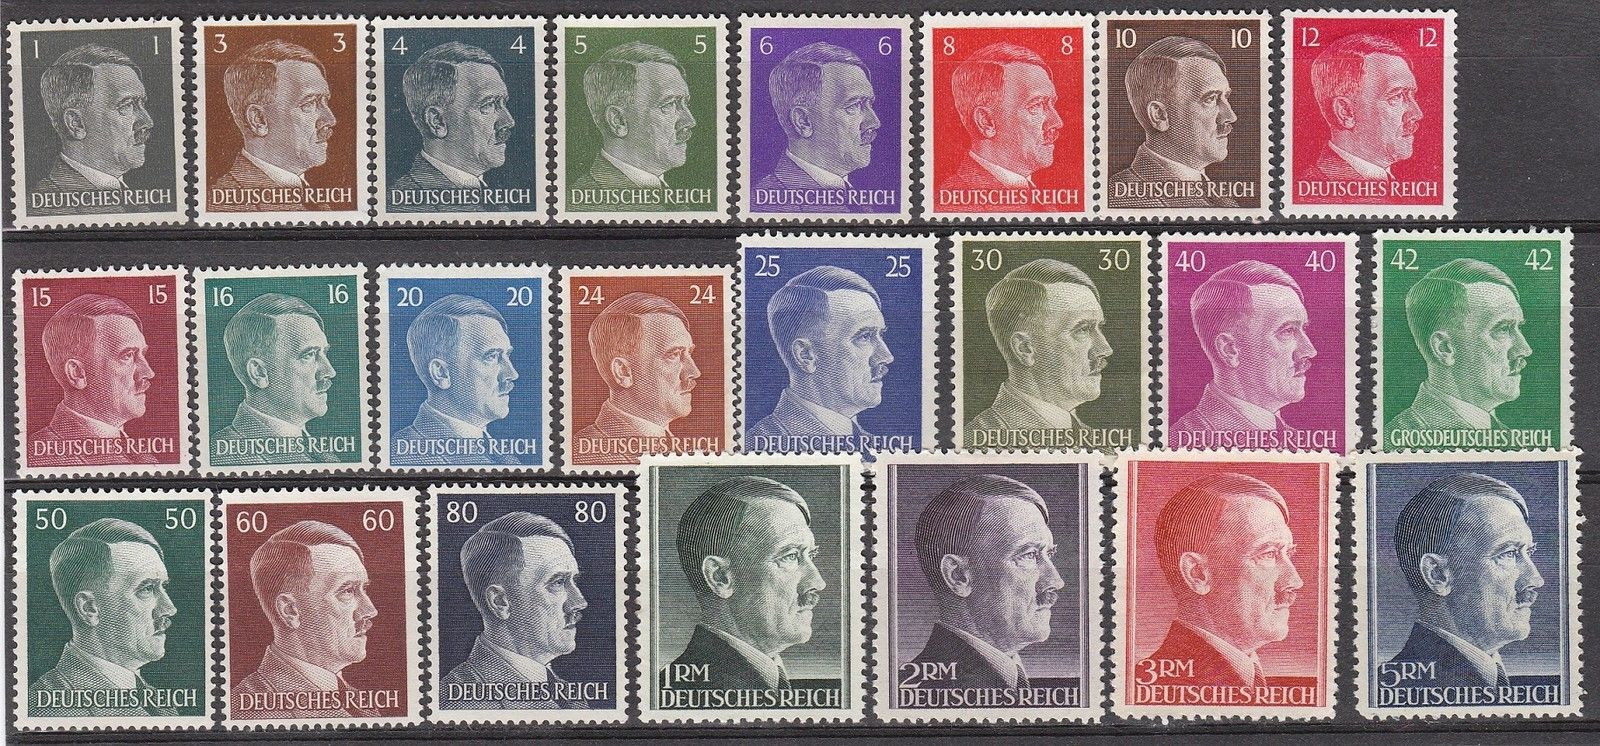 1 1
DEUTSCHES REICH
3 3
DEUTSCHES REICH
4 4
DEUTSCHES REICH
5 5
DEUTSCHES REICH
6 6
DEUTSCHES REICH
8 8
DEUTSCHES REICH
10 10
DEUTSCHES REICH
12 12
DEUTSCHES REICH
15 15
DEUTSCHES REICH
16 16
DEUTSCHES REICH
20 20
DEUTSCHES REICH
24 24
DEUTSCHES REICH
25 25
DEUTSCHES REICH
30 30
DEUTSCHES REICH
40 40
DEUTSCHES REICH
42 42
GROSSDEUTSCHES REICH
50 50
DEUTSCHES REICH
60 60
DEUTSCHES REICH
80 80
DEUTSCHES REICH
1RM
DEUTSCHES REICH
2RM
DEUTSCHES REICH
3RM
DEUTSCHES REICH
5RM
DEUTSCHES REICH